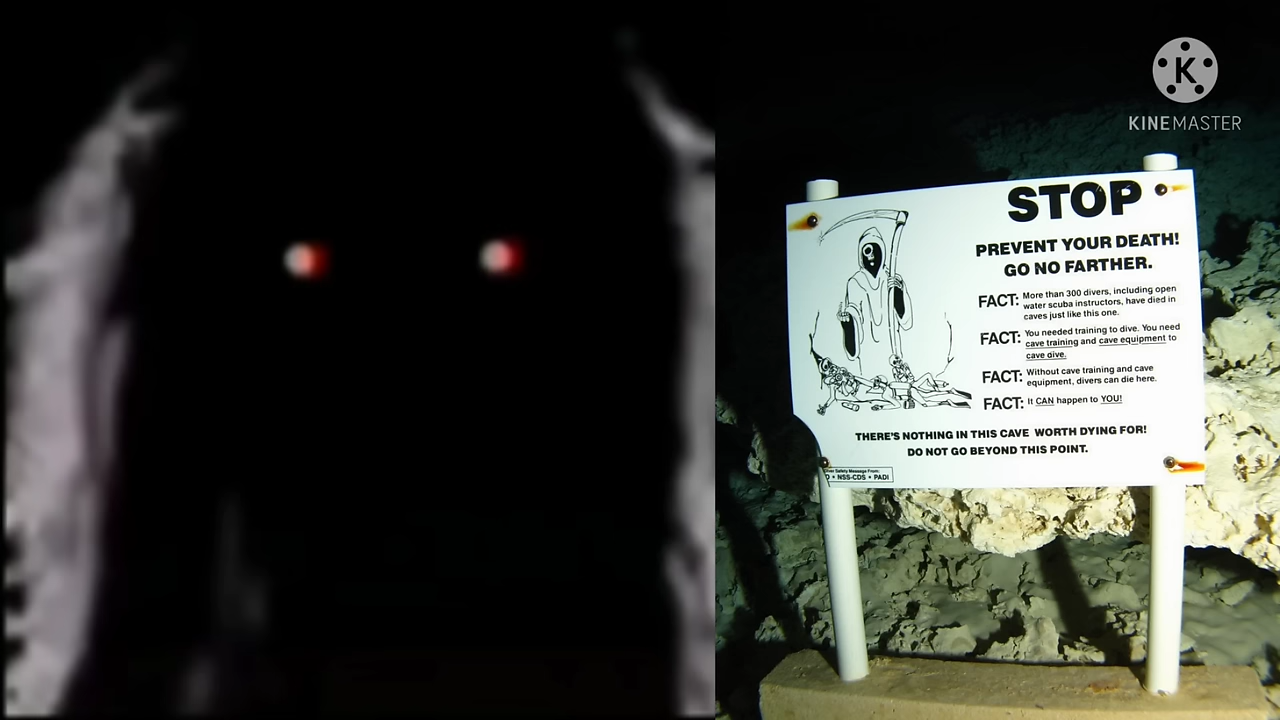 K
KINEMASTER
STOP
PREVENT YOUR DEATH!
GO NO FARTHER.
FACT: More than 300 divers, including open
water scuba instructors, have died in
caves just like this one.
FACT: You needed training to dive. You need
cave training and cave equipment to
cave dive.
FACT: Without cave training and cave
equipment, divers can die here.
FACT: It CAN happen to YOU!
THERE'S NOTHING IN THIS CAVE WORTH DYING FOR!
DO NOT GO BEYOND THIS POINT.
Safety Message From:
• NSS-CDS • PADI